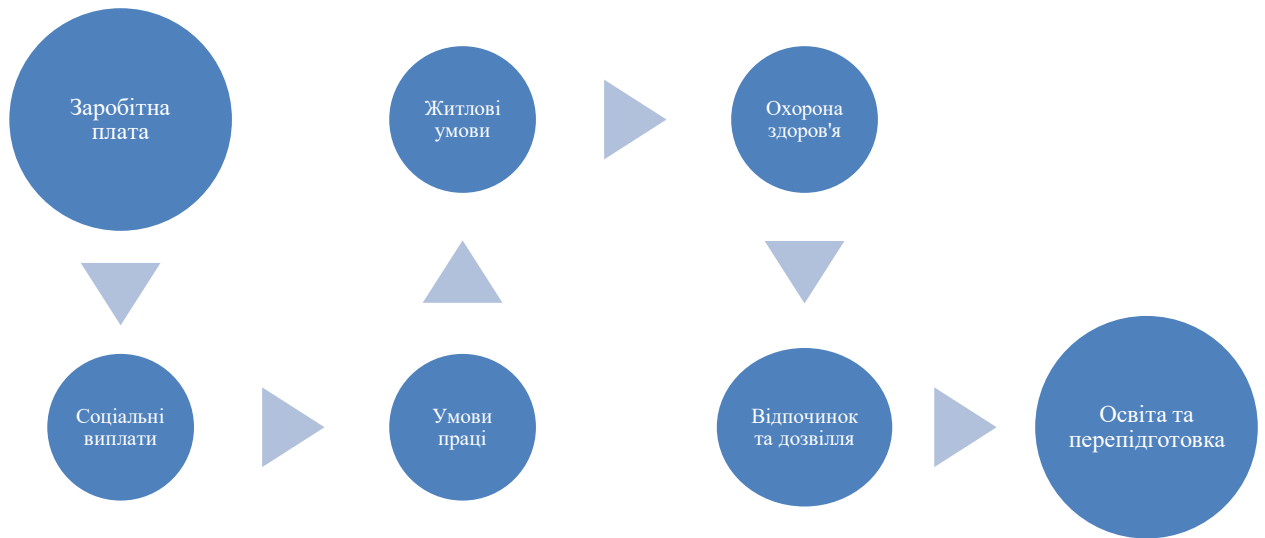 Заробітна
плата
Соціальні
виплати
Умови
праці
Житлові
умови
Охорона
здоров'я
Відпочинок
та дозвілля
Освіта та
перепідготовка